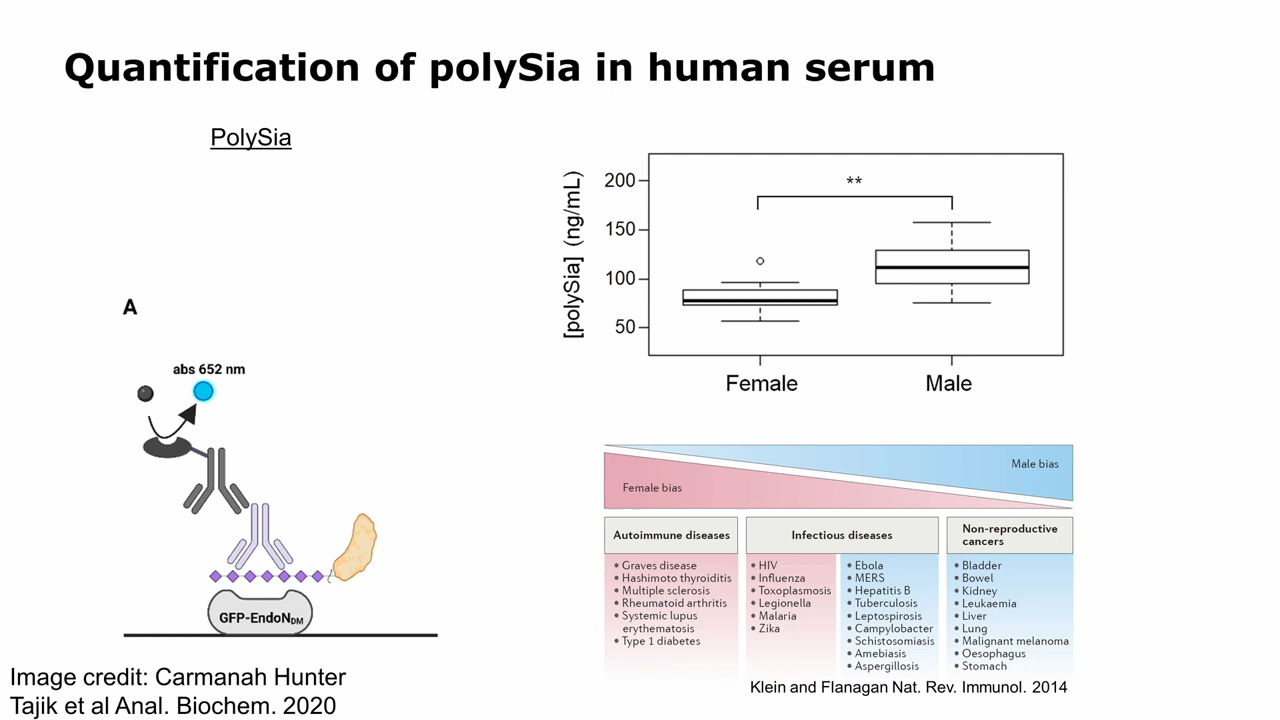 Quantification of polySia in human serum
PolySia
A
abs 652 nm
GFP-EndoNDM
Image credit: Carmanah Hunter
Tajik et al Anal. Biochem. 2020
[polySia] (ng/mL)
200
150
100
50
**
Female
Male
Male bias
Female bias
Autoimmune diseases
• Graves disease
• Hashimoto thyroiditis
• Multiple sclerosis
• Rheumatoid arthritis
• Systemic lupus
erythematosis
• Type 1 diabetes
Infectious diseases
• HIV
• Influenza
• Toxoplasmosis
• Legionella
• Malaria
• Zika
• Ebola
• MERS
• Hepatitis B
• Tuberculosis
• Leptospirosis
• Campylobacter
• Schistosomiasis
• Amebiasis
• Aspergillosis
Non-reproductive
cancers
• Bladder
• Bowel
• Kidney
• Leukaemia
• Liver
• Lung
• Malignant melanoma
• Oesophagus
• Stomach
Klein and Flanagan Nat. Rev. Immunol. 2014